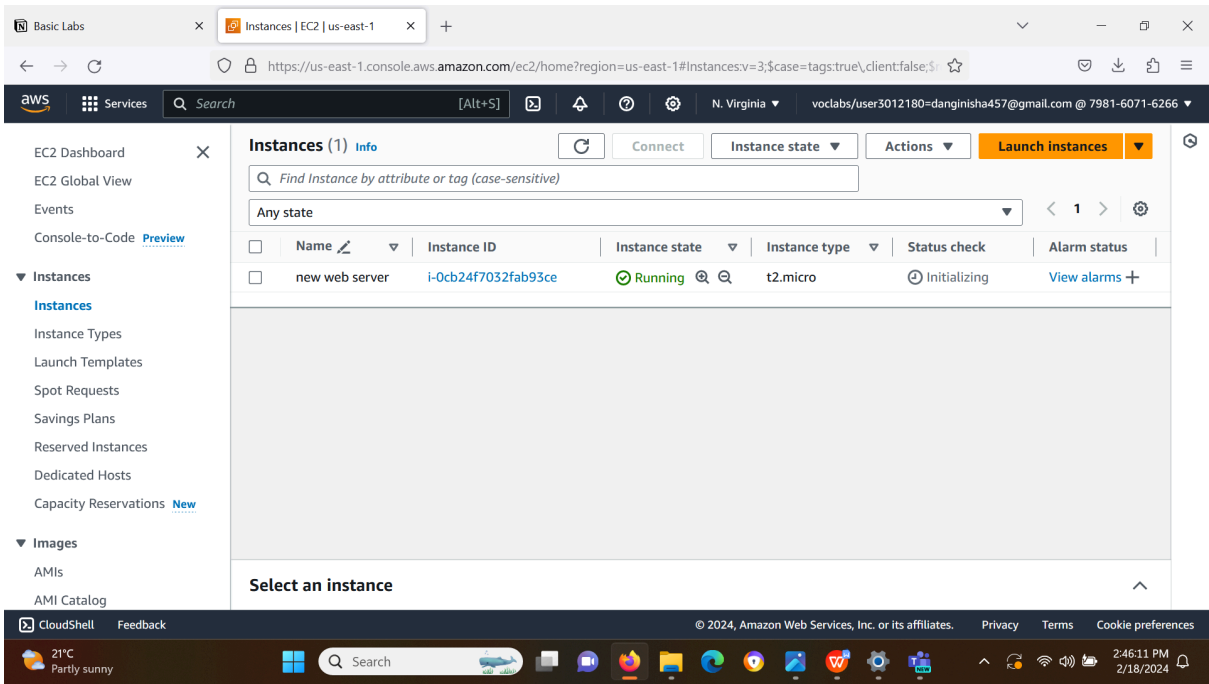 Basic Labs
Instances | EC2 | us-east-1
https://us-east-1.console.aws.amazon.com/ec2/home?region=us-east-1#Instances:v=3;$case=tags:true\,client:false;$
aws Services Search [Alt+S] N. Virginia ▼ voclabs/user3012180=danginisha457@gmail.com @ 7981-6071-6266 ▼
EC2 Dashboard
EC2 Global View
Events
Console-to-Code Preview
▼ Instances
Instances
Instance Types
Launch Templates
Spot Requests
Savings Plans
Reserved Instances
Dedicated Hosts
Capacity Reservations New
▼ Images
AMIs
AMI Catalog
Instances (1) Info Connect Instance state ▼ Actions ▼ Launch instances ▼
Find Instance by attribute or tag (case-sensitive)
Any state 1
Name Instance ID Instance state Instance type Status check Alarm status
new web server i-0cb24f7032fab93ce Running t2.micro Initializing View alarms +
Select an instance
CloudShell Feedback © 2024, Amazon Web Services, Inc. or its affiliates. Privacy Terms Cookie preferences
21°C
Partly sunny
Search
NEW
2:46:11 PM
2/18/2024